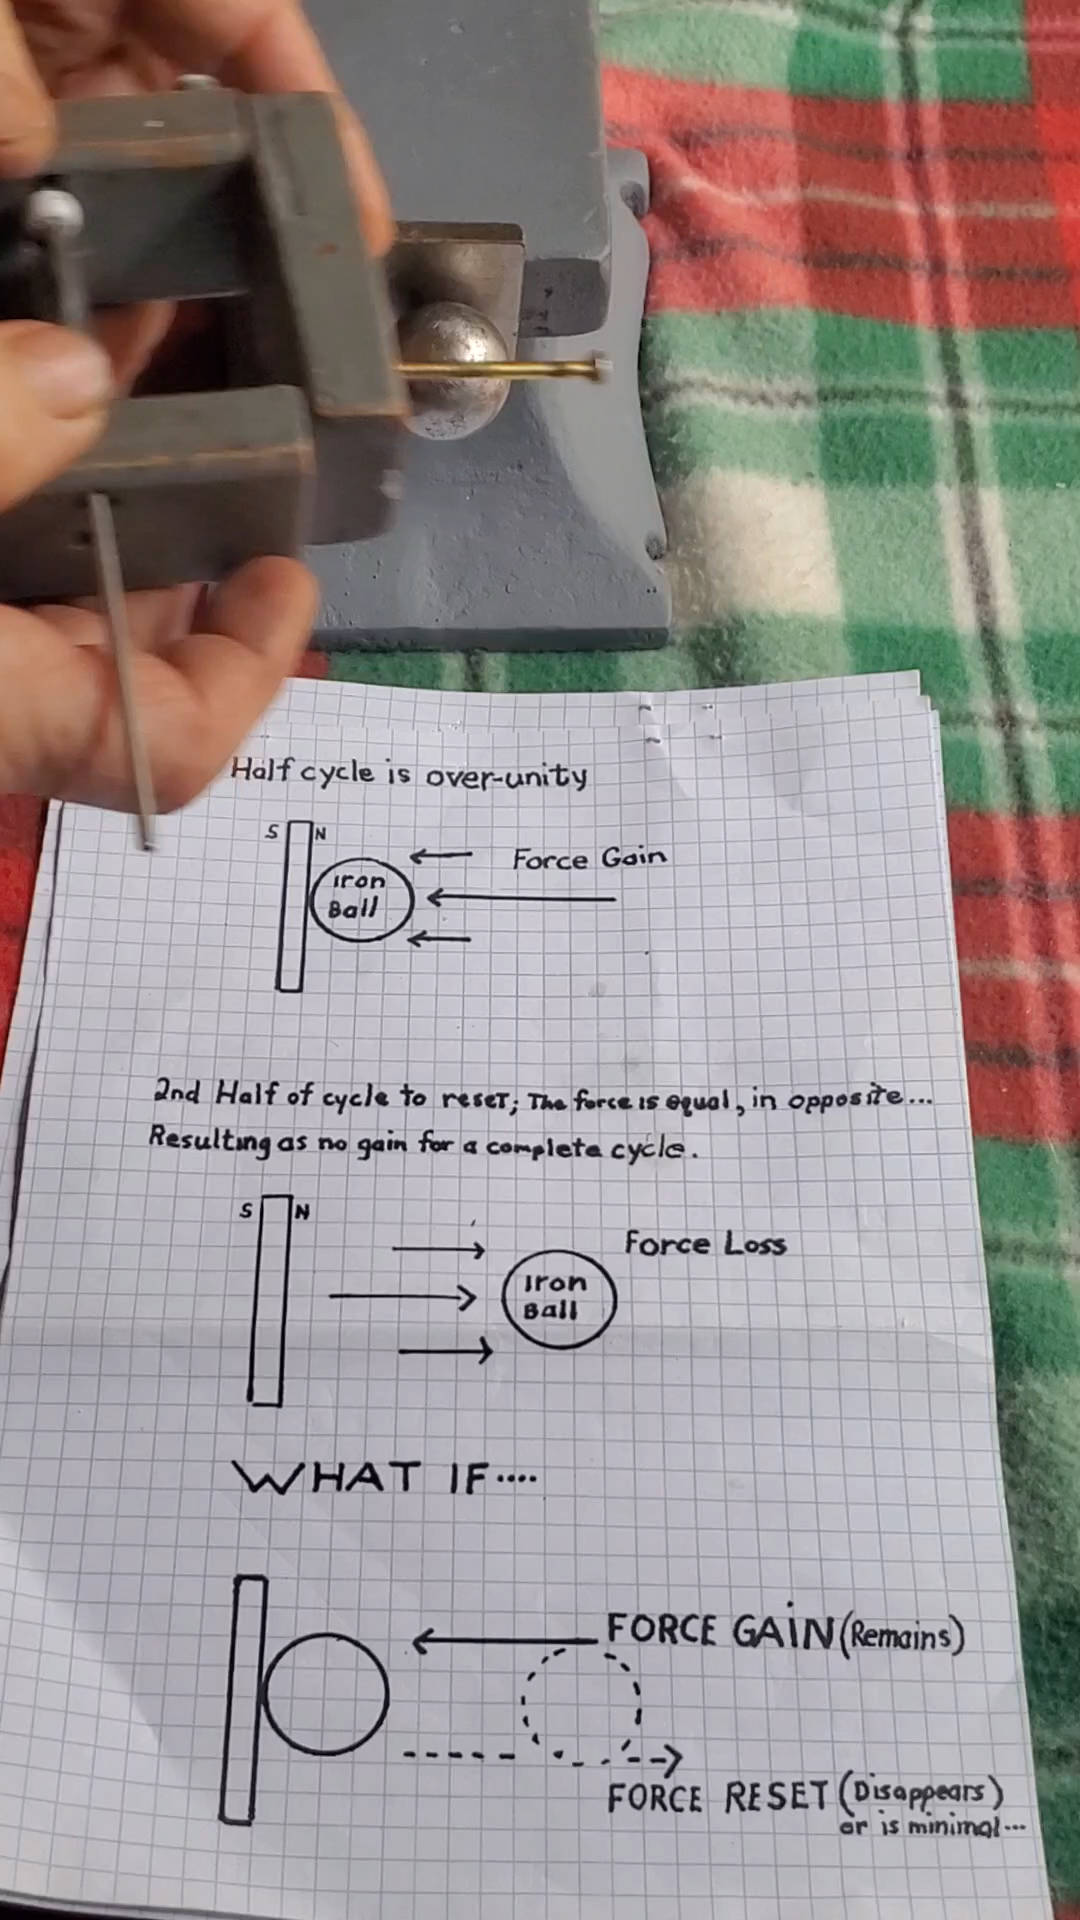 Half cycle is over-unity
S N
Force Gain
Iron
Ball
2nd Half of cycle to reset; The force is equal, in opposite...
Resulting as no gain for a complete cycle.
S N
Force Loss
Iron
Ball
WHAT IF....
FORCE GAIN (Remains)
FORCE RESET (Disappears)
or is minimal...